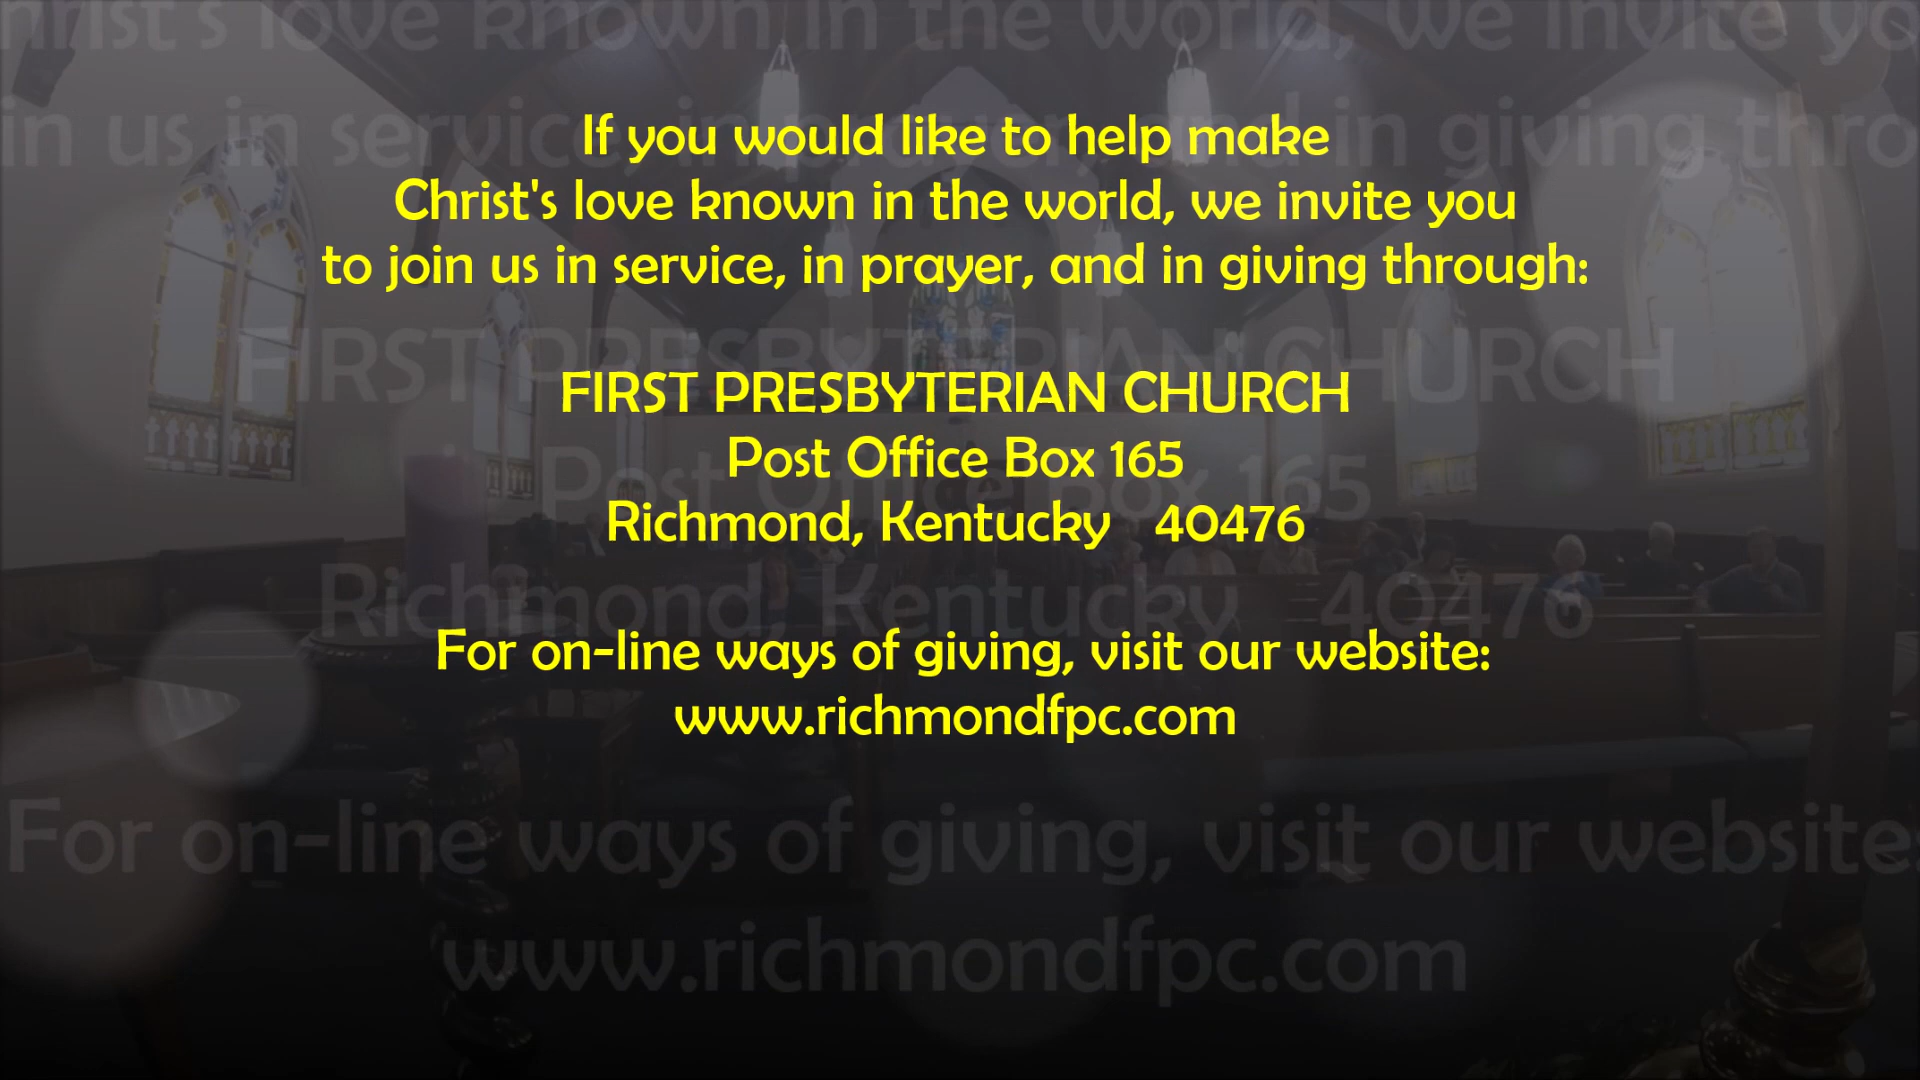 If you would like to help make
Christ's love known in the world, we invite you
to join us in service, in prayer, and in giving through:
FIRST PRESBYTERIAN CHURCH
Post Office Box 165
Richmond, Kentucky 40476
For on-line ways of giving, visit our website:
www.richmondfpc.com